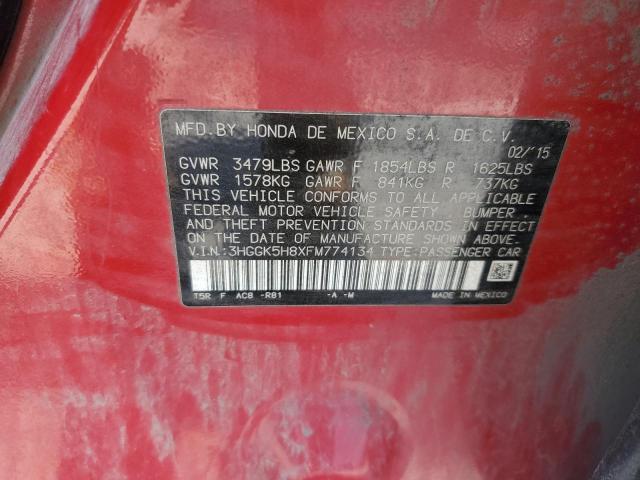 MFD. BY HONDA DE MEXICO S.A. DE C.V.
02/'15
GVWR 3479LBS GAWR F 1854LBS R 1625LBS
GVWR 1578KG GAWR F 841KG R 737KG
THIS VEHICLE CONFORMS TO ALL APPLICABLE
FEDERAL MOTOR VEHICLE SAFETY, BUMPER
AND THEFT PREVENTION STANDARDS IN EFFECT
ON THE DATE OF MANUFACTURE SHOWN ABOVE.
V.I.N.:3HGGK5H8XFM774134 TYPE:PASSENGER CAR
T5R F AC8 -R81 -A -M MADE IN MEXICO